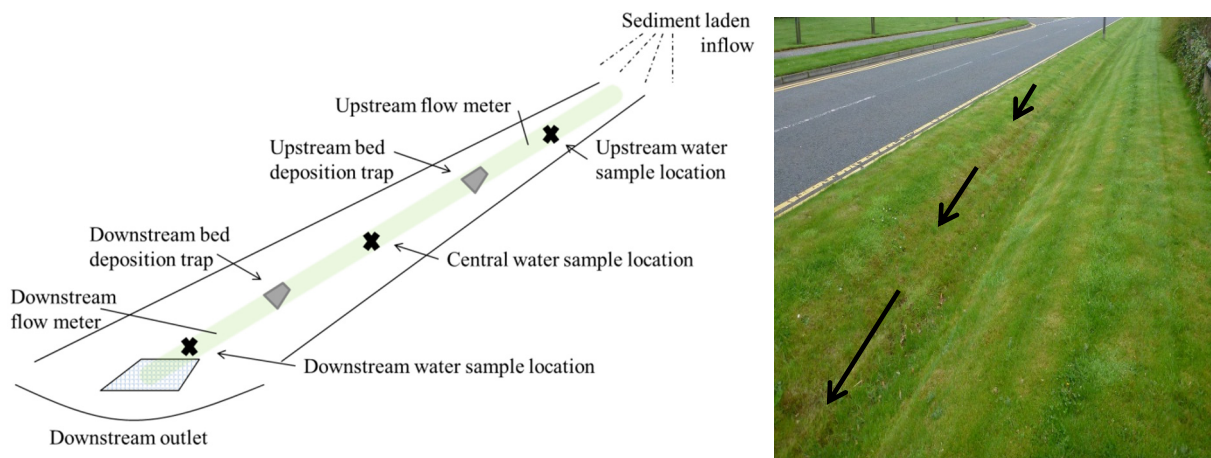 Sediment laden
inflow
Upstream flow meter
Upstream bed
deposition trap
Upstream water
sample location
Downstream bed
deposition trap
Central water sample location
Downstream
flow meter
Downstream water sample location
Downstream outlet